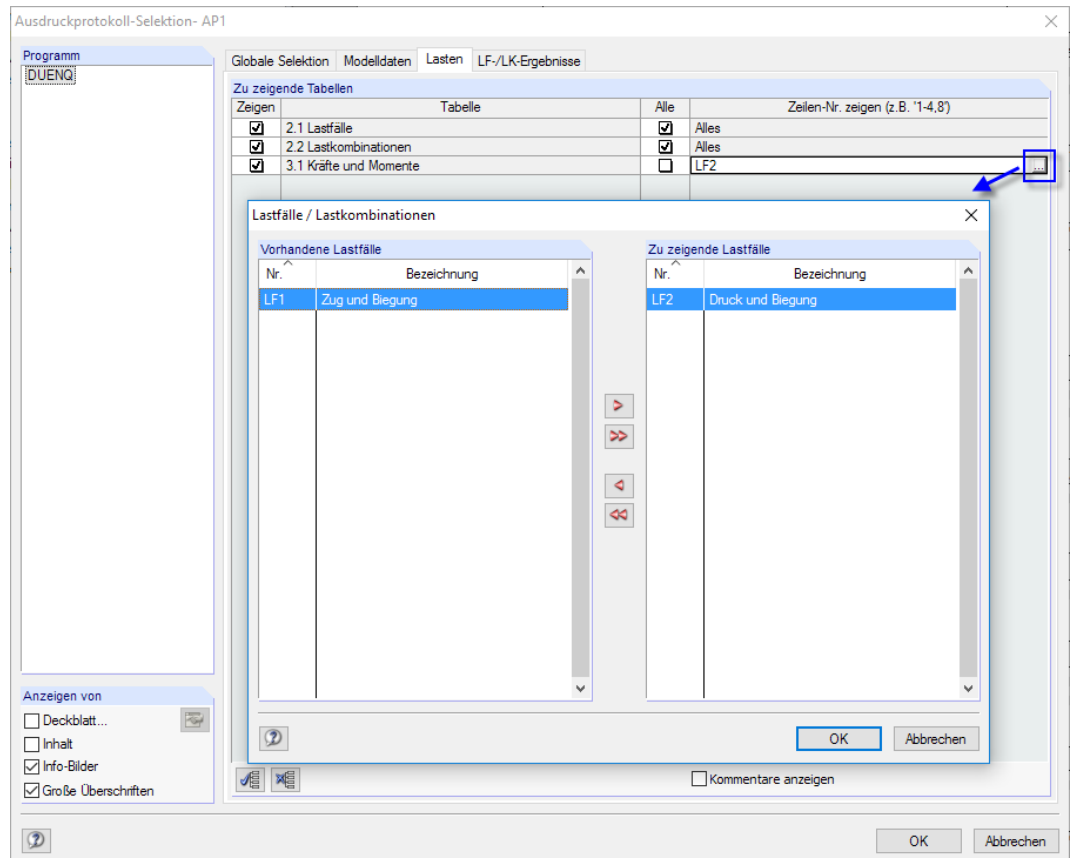 Ausdruckprotokoll-Selektion- AP1
Programm
DUENQ
Globale Selektion Modelldaten Lasten LF-/LK-Ergebnisse
Zu zeigende Tabellen
Zeigen Tabelle Alle Zeilen-Nr. zeigen (z.B. '1-4,8')
2.1 Lastfälle Alles
2.2 Lastkombinationen Alles
3.1 Kräfte und Momente LF2 ...
Lastfälle / Lastkombinationen
Vorhandene Lastfälle Zu zeigende Lastfälle
Nr. Bezeichnung Nr. Bezeichnung
LF1 Zug und Biegung LF2 Druck und Biegung
OK Abbrechen
Anzeigen von
Deckblatt...
Inhalt
Info-Bilder
Große Überschriften
Kommentare anzeigen
OK Abbrechen